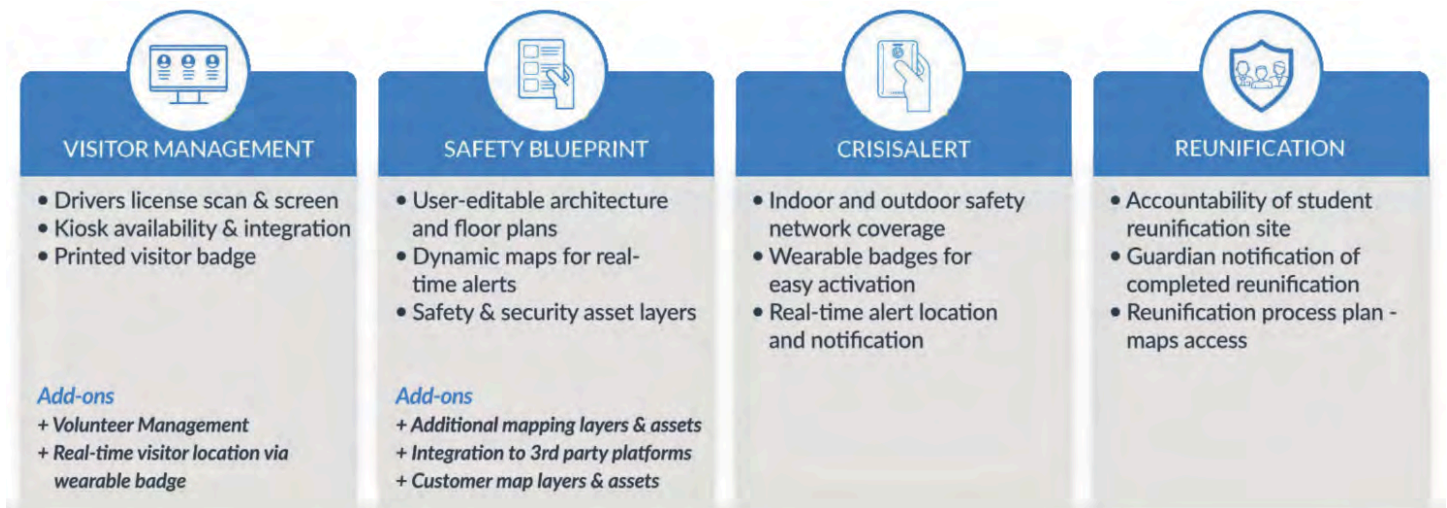 VISITOR MANAGEMENT
• Drivers license scan & screen
• Kiosk availability & integration
• Printed visitor badge
Add-ons
+ Volunteer Management
+ Real-time visitor location via
wearable badge
SAFETY BLUEPRINT
• User-editable architecture
and floor plans
• Dynamic maps for real-
time alerts
• Safety & security asset layers
Add-ons
+ Additional mapping layers & assets
+ Integration to 3rd party platforms
+ Customer map layers & assets
CRISISALERT
• Indoor and outdoor safety
network coverage
• Wearable badges for
easy activation
• Real-time alert location
and notification
REUNIFICATION
• Accountability of student
reunification site
• Guardian notification of
completed reunification
• Reunification process plan -
maps access